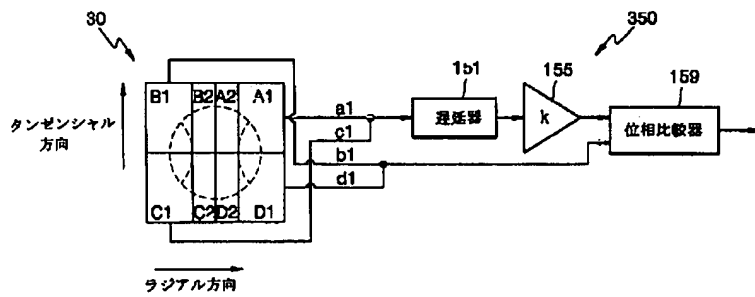 30
350
B1 B2 A2 A1
C1 C2 D2 D1
タンゼンシャル
方向
ラジアル方向
a1
c1
b1
d1
151
遅延器
155
k
159
位相比較器